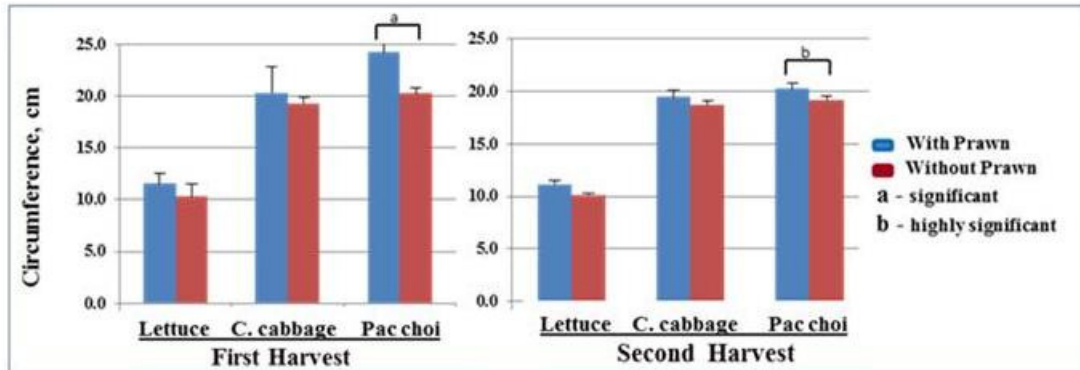 Circumference, cm
25.0
20.0
15.0
10.0
5.0
0.0
a
Lettuce C. cabbage Pac choi
First Harvest
25.0
20.0
15.0
10.0
5.0
0.0
b
Lettuce C. cabbage Pac choi
Second Harvest
With Prawn
Without Prawn
a - significant
b - highly significant